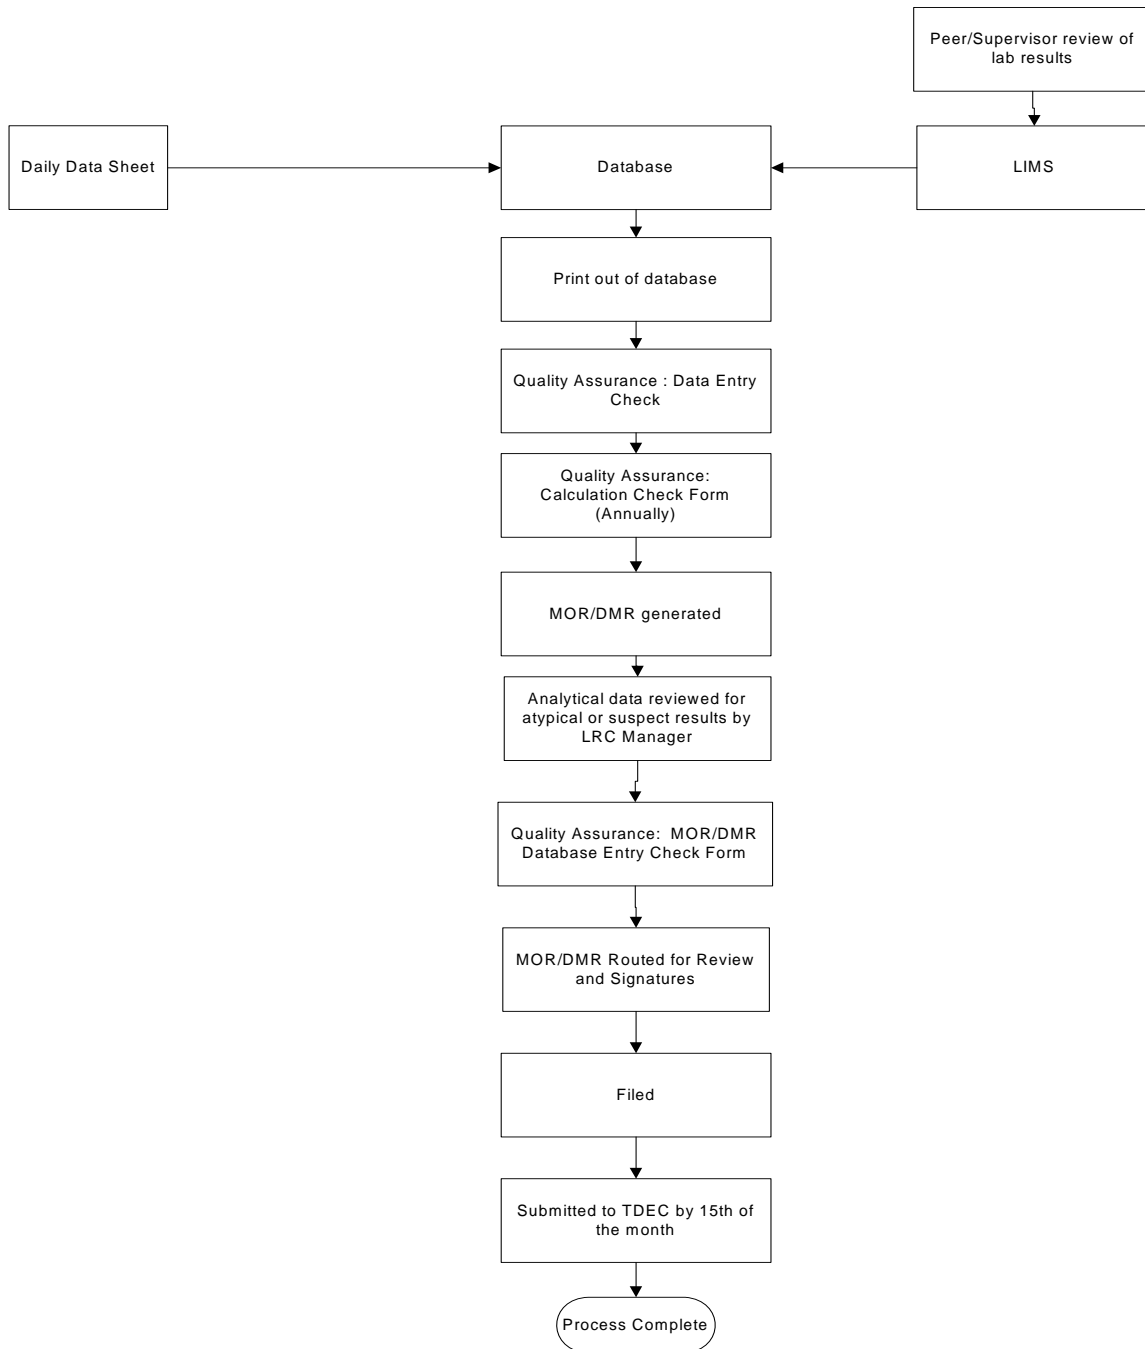 Peer/Supervisor review of
lab results
Daily Data Sheet
Database
LIMS
Print out of database
Quality Assurance : Data Entry
Check
Quality Assurance:
Calculation Check Form
(Annually)
MOR/DMR generated
Analytical data reviewed for
atypical or suspect results by
LRC Manager
Quality Assurance:  MOR/DMR
Database Entry Check Form
MOR/DMR Routed for Review
and Signatures
Filed
Submitted to TDEC by 15th of
the month
Process Complete